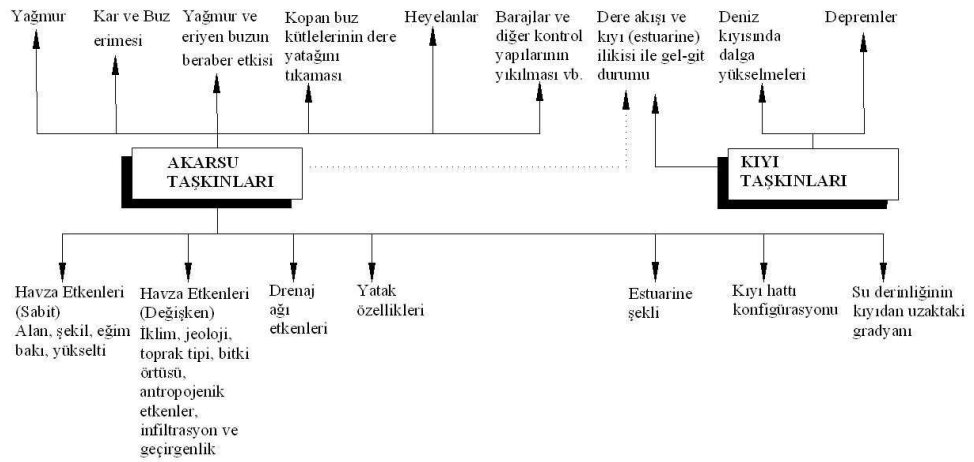 Yağmur
Kar ve Buz
erimesi
Yağmur ve
eriyen buzun
beraber etkisi
Kopan buz
kütlelerinin dere
yatağını
tıkaması
Heyelanlar
Barajlar ve
diğer kontrol
yapılarının
yıkılması vb.
Dere akışı ve
kıyı (estuarine)
ilikisi ile gel-git
durumu
Deniz
kıyısında
dalga
yükselmeleri
Depremler
AKARSU
TAŞKINLARI
KIYI
TAŞKINLARI
Havza Etkenleri
(Sabit)
Alan, şekil, eğim
bakı, yükselti
Havza Etkenleri
(Değişken)
İklim, jeoloji,
toprak tipi, bitki
örtüsü,
antropojenik
etkenler,
infiltrasyon ve
geçirgenlik
Drenaj
ağı
etkenleri
Yatak
özellikleri
Estuarine
şekli
Kıyı hattı
konfigürasyonu
Su derinliğinin
kıyıdan uzaktaki
gradyanı